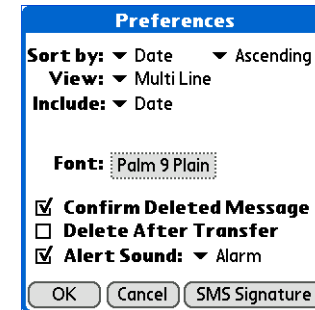 Preferences
Sort by: Date Ascending
View: Multi Line
Include: Date
Font: Palm 9 Plain
Confirm Deleted Message
Delete After Transfer
Alert Sound: Alarm
OK Cancel SMS Signature